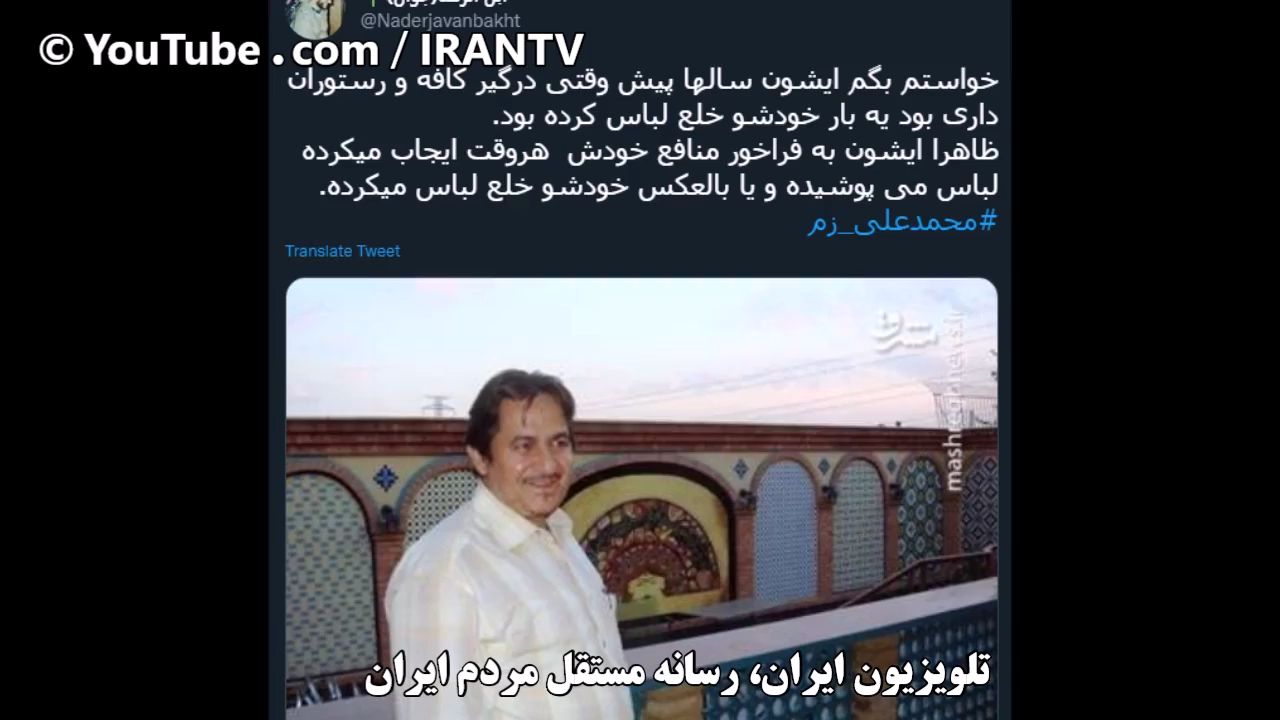 @Naderjavanbakht
© YouTube.com / IRANTV
خواستم بگم ایشون سالها پیش وقتی درگیر کافه و رستوران
داری بود یه بار خودشو خلع لباس کرده بود.
ظاهرا ایشون به فراخور منافع خودش هروقت ایجاب میکرده
لباس می پوشیده و یا بالعکس خودشو خلع لباس میکرده.
#محمدعلی_زم
Translate Tweet
مشرق
mashreghnews.ir
تلویزیون ایران، رسانه مستقل مردم ایران